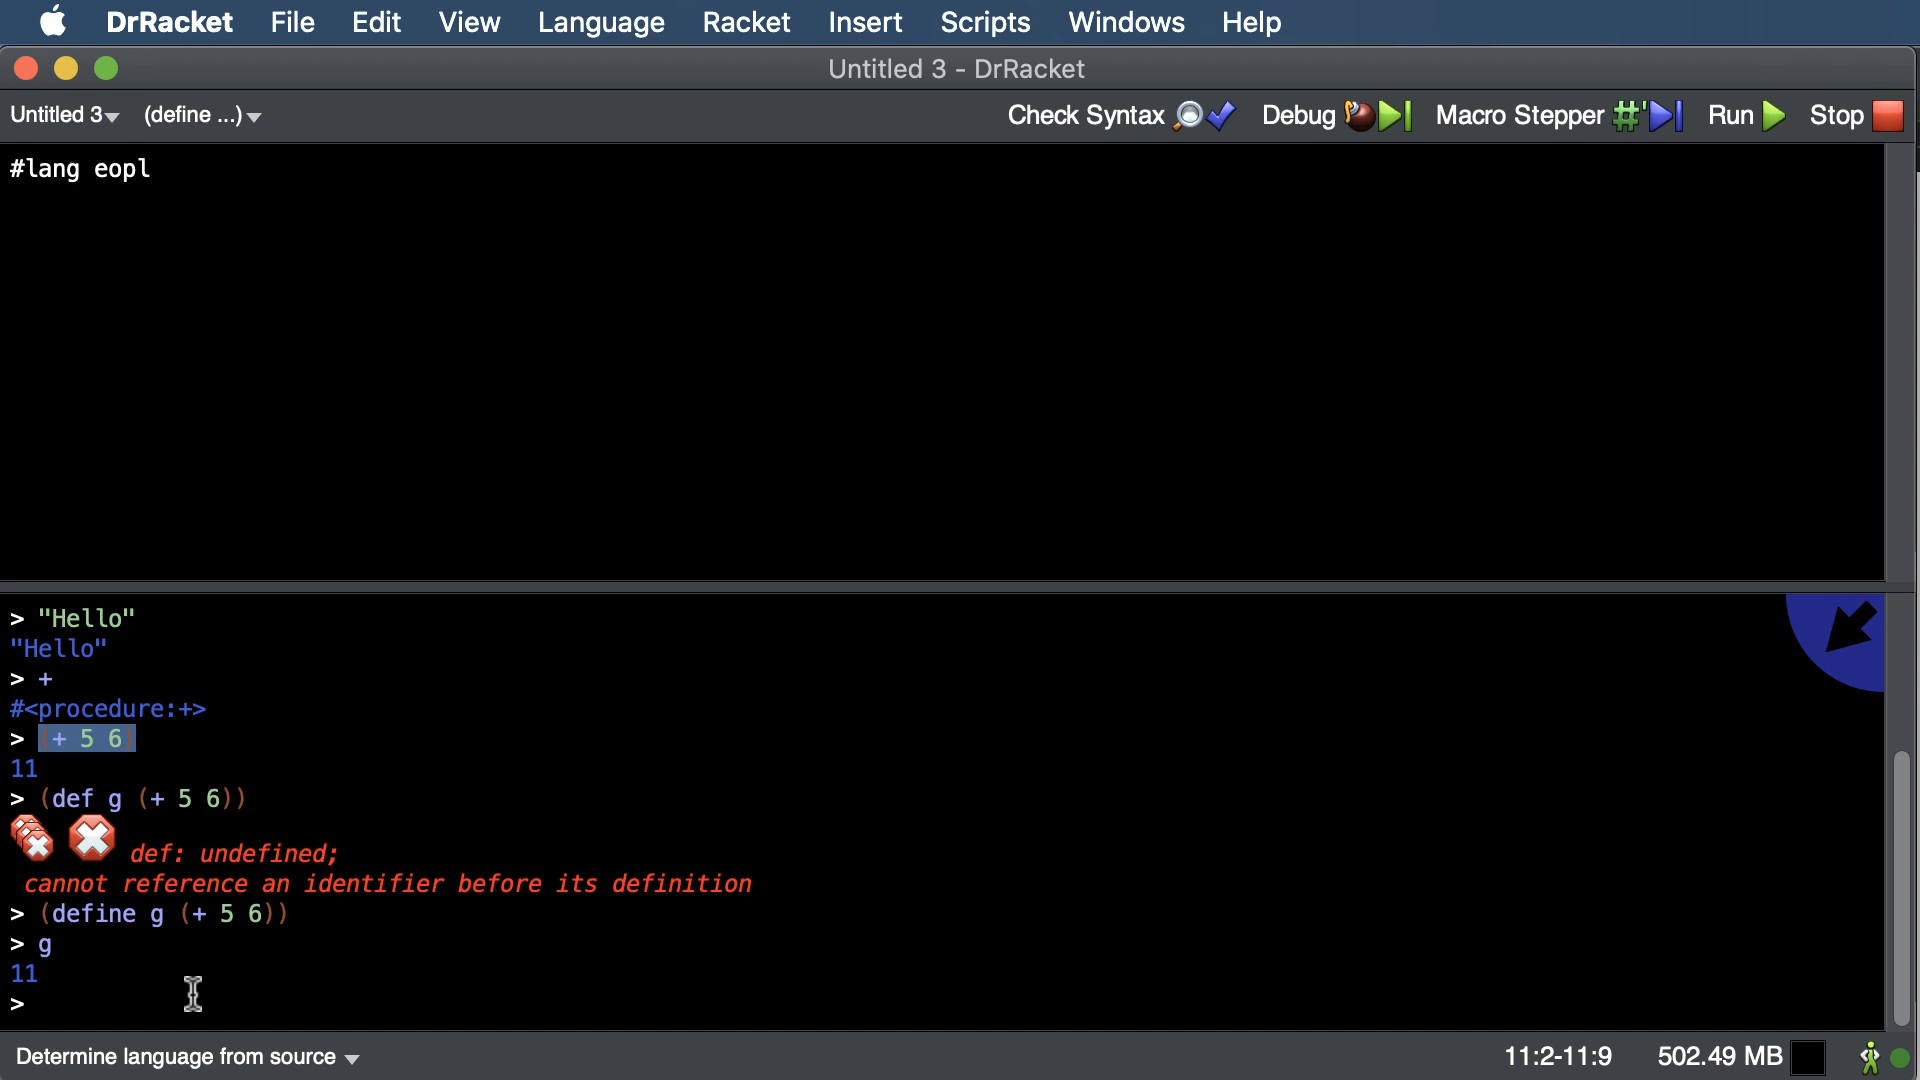 DrRacket File Edit View Language Racket Insert Scripts Windows Help
Untitled 3 - DrRacket
Untitled 3 (define ...) Check Syntax Debug Macro Stepper #' Run Stop
#lang eopl
> "Hello"
"Hello"
> +
#<procedure:+>
> (+ 5 6)
11
> (def g (+ 5 6))
def: undefined;
cannot reference an identifier before its definition
> (define g (+ 5 6))
> g
11
>
Determine language from source 11:2-11:9 502.49 MB